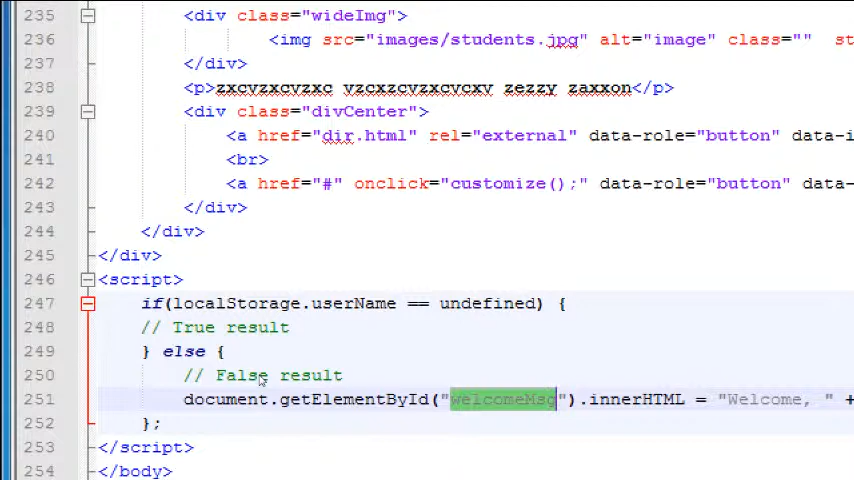 235 <div class="wideImg">
236 <img src="images/students.jpg" alt="image" class="" st
237 </div>
238 <p>zxcvzxcvzxc vzcxzcvzxcvcxv zezzy zaxxon</p>
239 <div class="divCenter">
240 <a href="dir.html" rel="external" data-role="button" data-i
241 <br>
242 <a href="#" onclick="customize();" data-role="button" data-
243 </div>
244 </div>
245 </div>
246 <script>
247 if(localStorage.userName == undefined) {
248 // True result
249 } else {
250 // False result
251 document.getElementById("welcomeMsg").innerHTML = "Welcome, " +
252 };
253 </script>
254 </body>